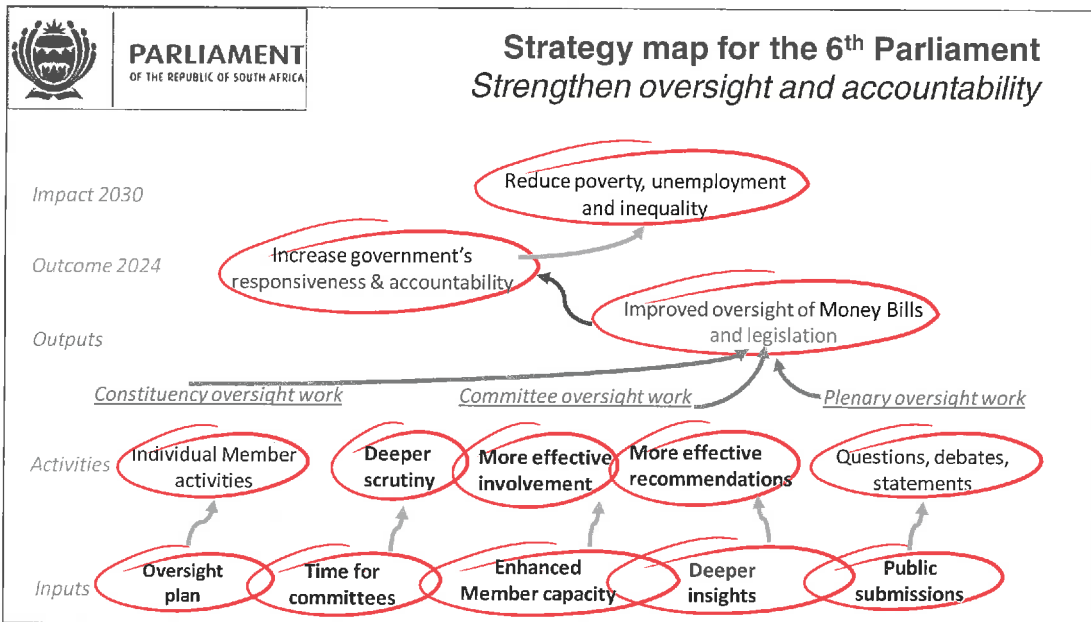 PARLIAMENT
OF THE REPUBLIC OF SOUTH AFRICA
Strategy map for the 6th Parliament
Strengthen oversight and accountability
Impact 2030
Reduce poverty, unemployment
and inequality
Outcome 2024
Increase government's
responsiveness & accountability
Outputs
Improved oversight of Money Bills
and legislation
Constituency oversight work
Committee oversight work
Plenary oversight work
Activities
Individual Member
activities
Deeper
scrutiny
More effective
involvement
More effective
recommendations
Questions, debates,
statements
Inputs
Oversight
plan
Time for
committees
Enhanced
Member capacity
Deeper
insights
Public
submissions